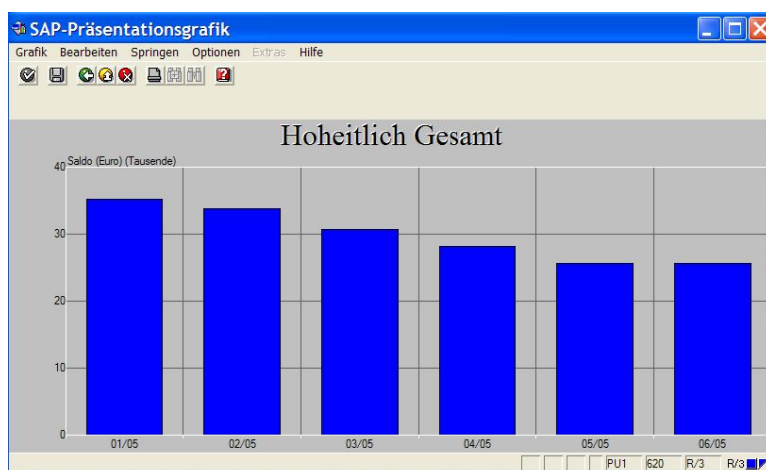 SAP-Präsentationsgrafik
Grafik Bearbeiten Springen Optionen Extras Hilfe
Hoheitlich Gesamt
Saldo (Euro) (Tausende)
40
30
20
10
0
01/05 02/05 03/05 04/05 05/05 06/05
PU1 620 R/3 R/3